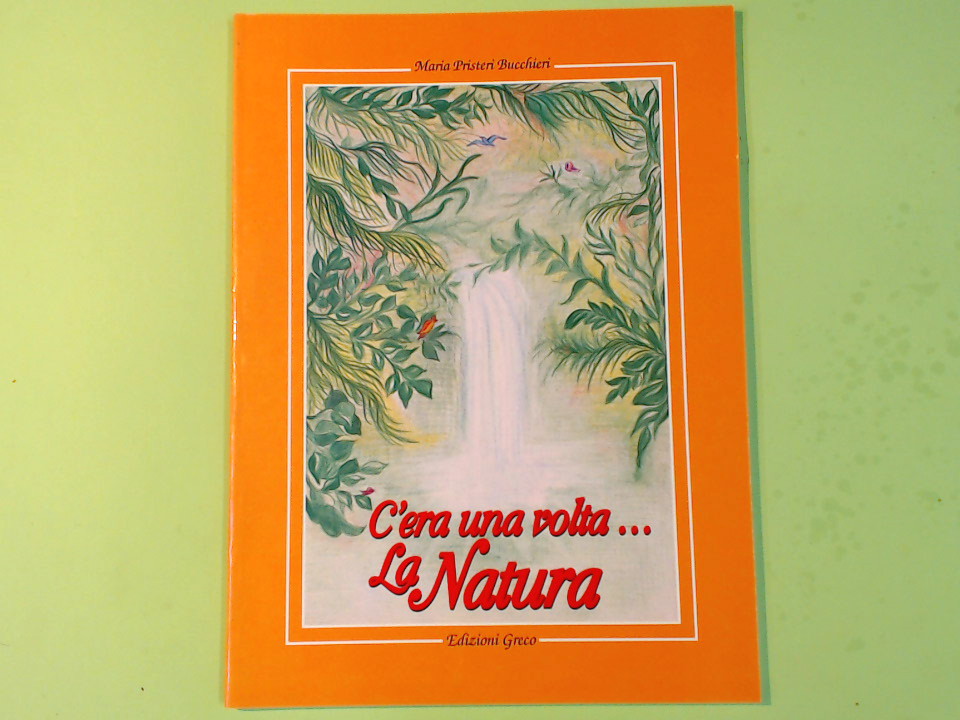 Maria Pristeri Bucchieri
C'era una volta ...
La Natura
Edizioni Greco